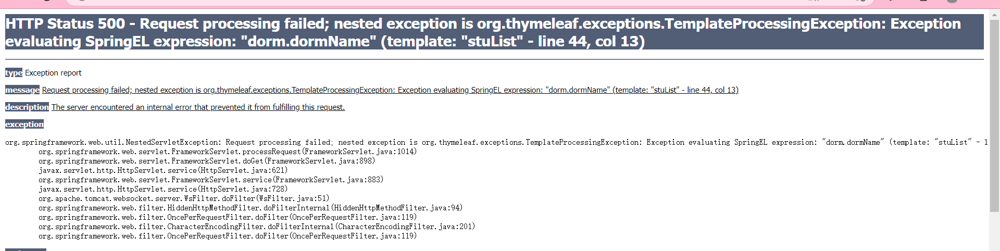 HTTP Status 500 - Request processing failed; nested exception is org.thymeleaf.exceptions.TemplateProcessingException: Exception
evaluating SpringEL expression: "dorm.dormName" (template: "stuList" - line 44, col 13)
type Exception report
message Request processing failed; nested exception is org.thymeleaf.exceptions.TemplateProcessingException: Exception evaluating SpringEL expression: "dorm.dormName" (template: "stuList" - line 44, col 13)
description The server encountered an internal error that prevented it from fulfilling this request.
exception
org.springframework.web.util.NestedServletException: Request processing failed; nested exception is org.thymeleaf.exceptions.TemplateProcessingException: Exception evaluating SpringEL expression: "dorm.dormName" (template: "stuList" - l
org.springframework.web.servlet.FrameworkServlet.processRequest(FrameworkServlet.java:1014)
org.springframework.web.servlet.FrameworkServlet.doGet(FrameworkServlet.java:898)
javax.servlet.http.HttpServlet.service(HttpServlet.java:621)
org.springframework.web.servlet.FrameworkServlet.service(FrameworkServlet.java:883)
javax.servlet.http.HttpServlet.service(HttpServlet.java:728)
org.apache.tomcat.websocket.server.WsFilter.doFilter(WsFilter.java:51)
org.springframework.web.filter.HiddenHttpMethodFilter.doFilterInternal(HiddenHttpMethodFilter.java:94)
org.springframework.web.filter.OncePerRequestFilter.doFilter(OncePerRequestFilter.java:119)
org.springframework.web.filter.CharacterEncodingFilter.doFilterInternal(CharacterEncodingFilter.java:201)
org.springframework.web.filter.OncePerRequestFilter.doFilter(OncePerRequestFilter.java:119)